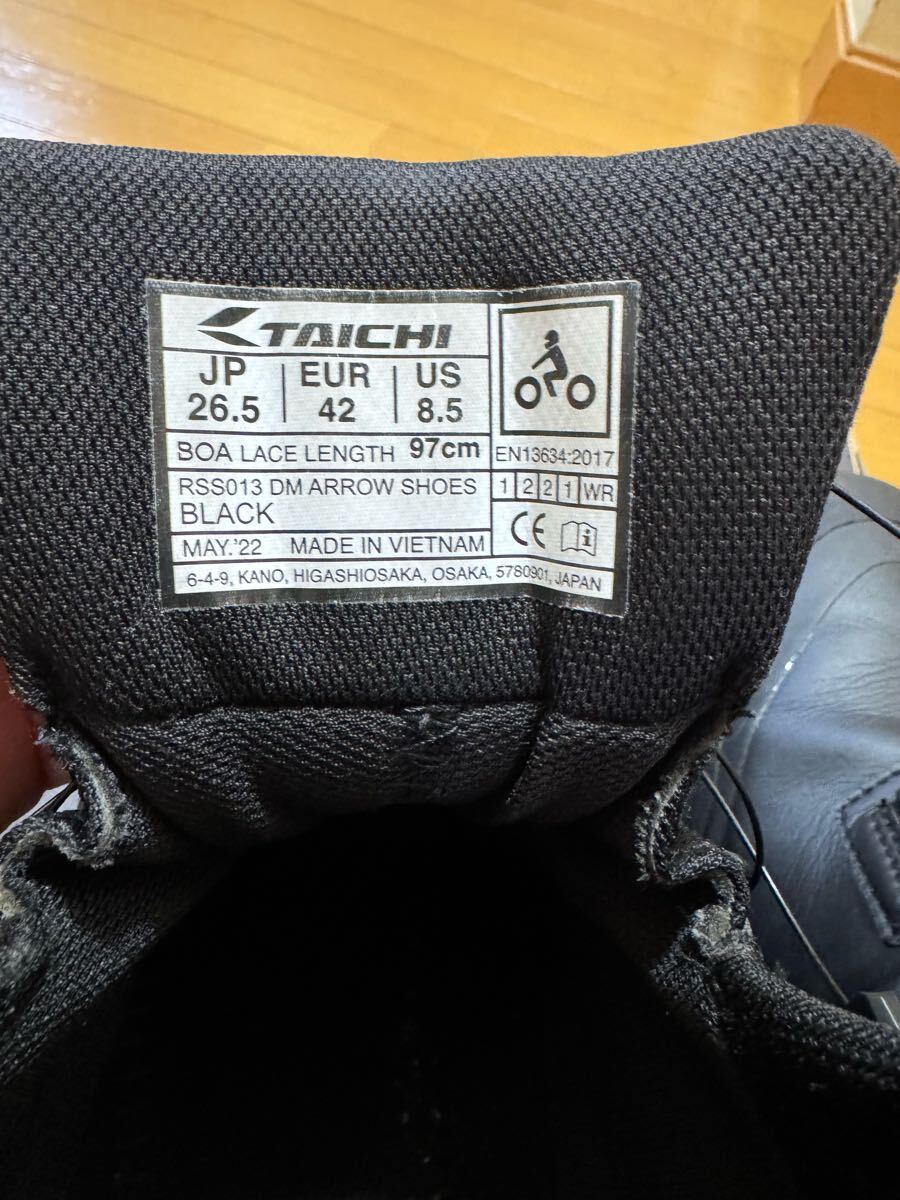 TAICHI
JP EUR US
26.5 42 8.5
BOA LACE LENGTH 97cm
EN13634:2017
RSS013 DM ARROW SHOES
1 2 2 1 WR
BLACK
CE i
MAY.'22 MADE IN VIETNAM
6-4-9, KANO, HIGASHIOSAKA, OSAKA, 5780901, JAPAN